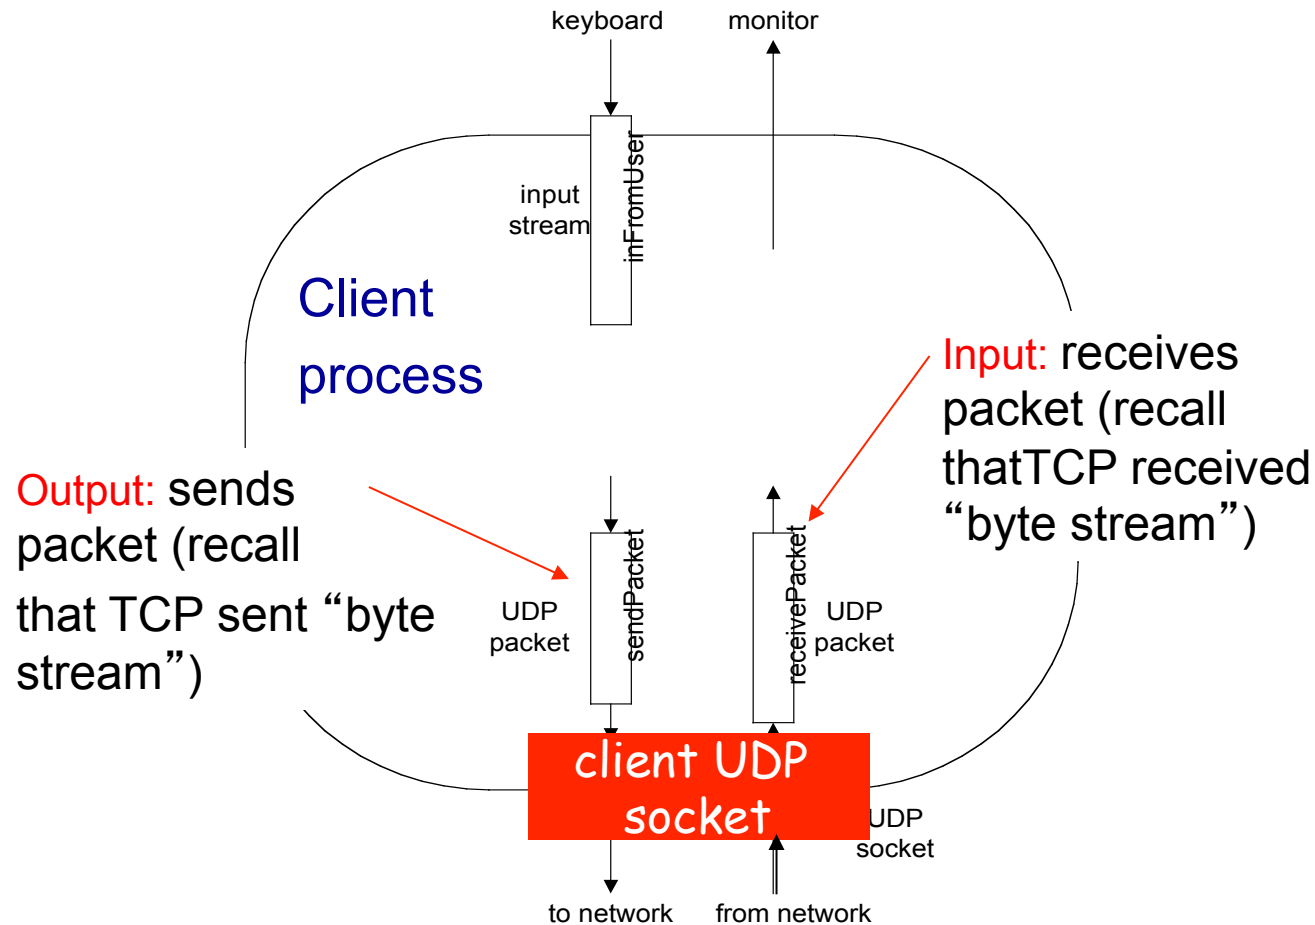 keyboard
monitor
input
stream
inFromUser
Client
process
Input: receives
packet (recall
thatTCP received
“byte stream”)
Output: sends
packet (recall
that TCP sent “byte
stream”)
UDP
packet
sendPacket
receivePacket
UDP
packet
client UDP
socket
UDP
socket
to network
from network